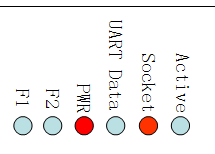 F1
F2
PWR
UART Data
Socket
Active